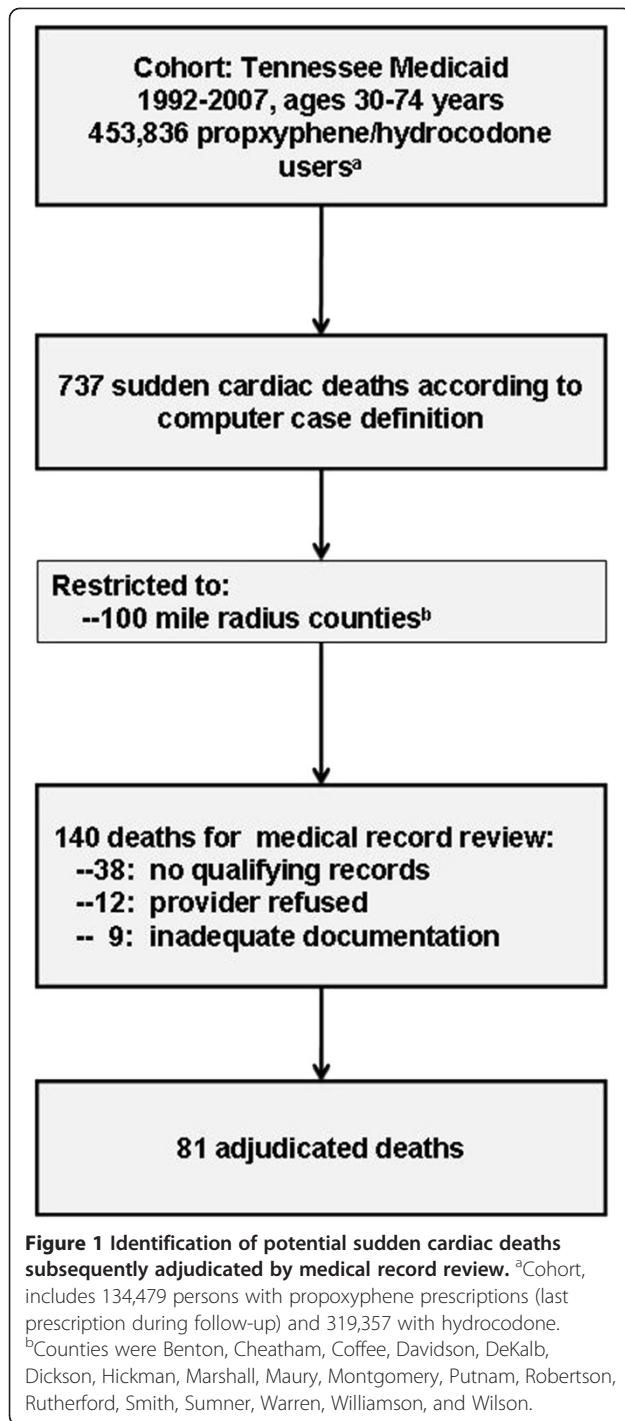 Cohort: Tennessee Medicaid
1992-2007, ages 30-74 years
453,836 propxyphene/hydrocodone
usersᵃ
737 sudden cardiac deaths according to
computer case definition
Restricted to:
--100 mile radius countiesᵇ
140 deaths for medical record review:
--38: no qualifying records
--12: provider refused
-- 9: inadequate documentation
81 adjudicated deaths
Figure 1 Identification of potential sudden cardiac deaths
subsequently adjudicated by medical record review. ᵃCohort,
includes 134,479 persons with propoxyphene prescriptions (last
prescription during follow-up) and 319,357 with hydrocodone.
ᵇCounties were Benton, Cheatham, Coffee, Davidson, DeKalb,
Dickson, Hickman, Marshall, Maury, Montgomery, Putnam, Robertson,
Rutherford, Smith, Sumner, Warren, Williamson, and Wilson.